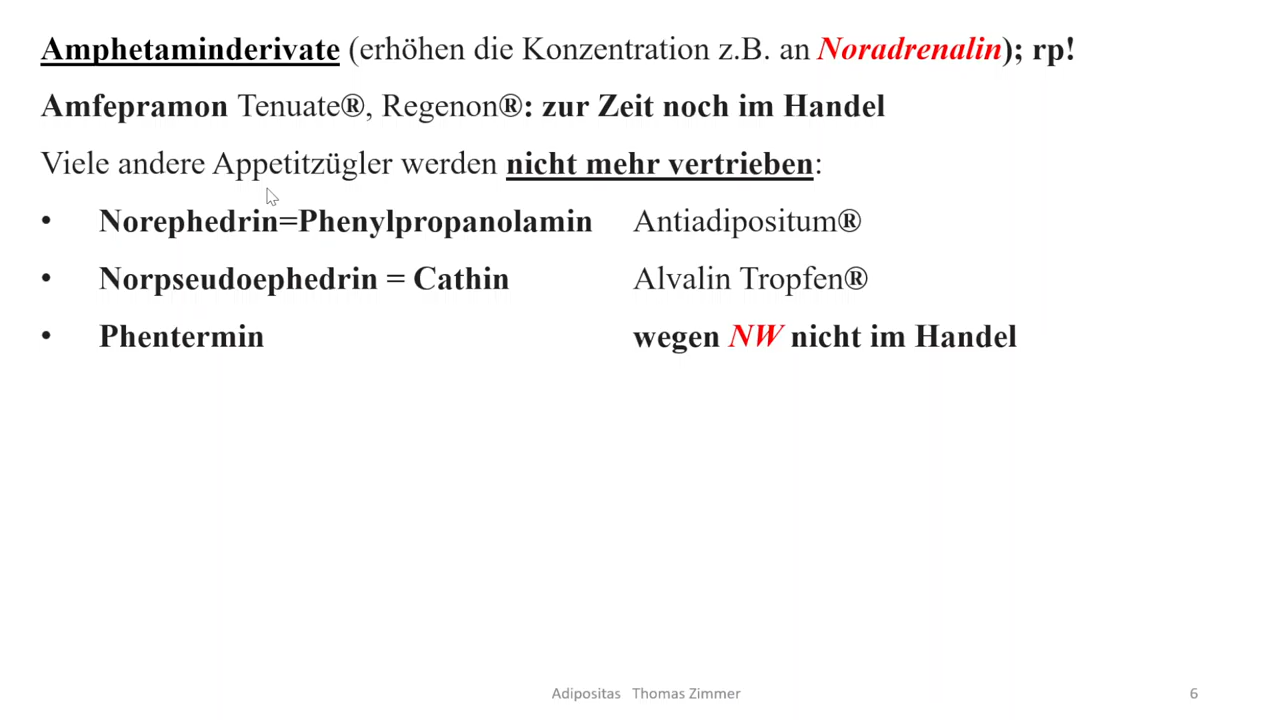 Amphetaminderivate (erhöhen die Konzentration z.B. an Noradrenalin); rp!
Amfepramon Tenuate®, Regenon®: zur Zeit noch im Handel
Viele andere Appetitzügler werden nicht mehr vertrieben:
• Norephedrin=Phenylpropanolamin Antiadipositum®
• Norpseudoephedrin = Cathin Alvalin Tropfen®
• Phentermin wegen NW nicht im Handel
Adipositas Thomas Zimmer 6